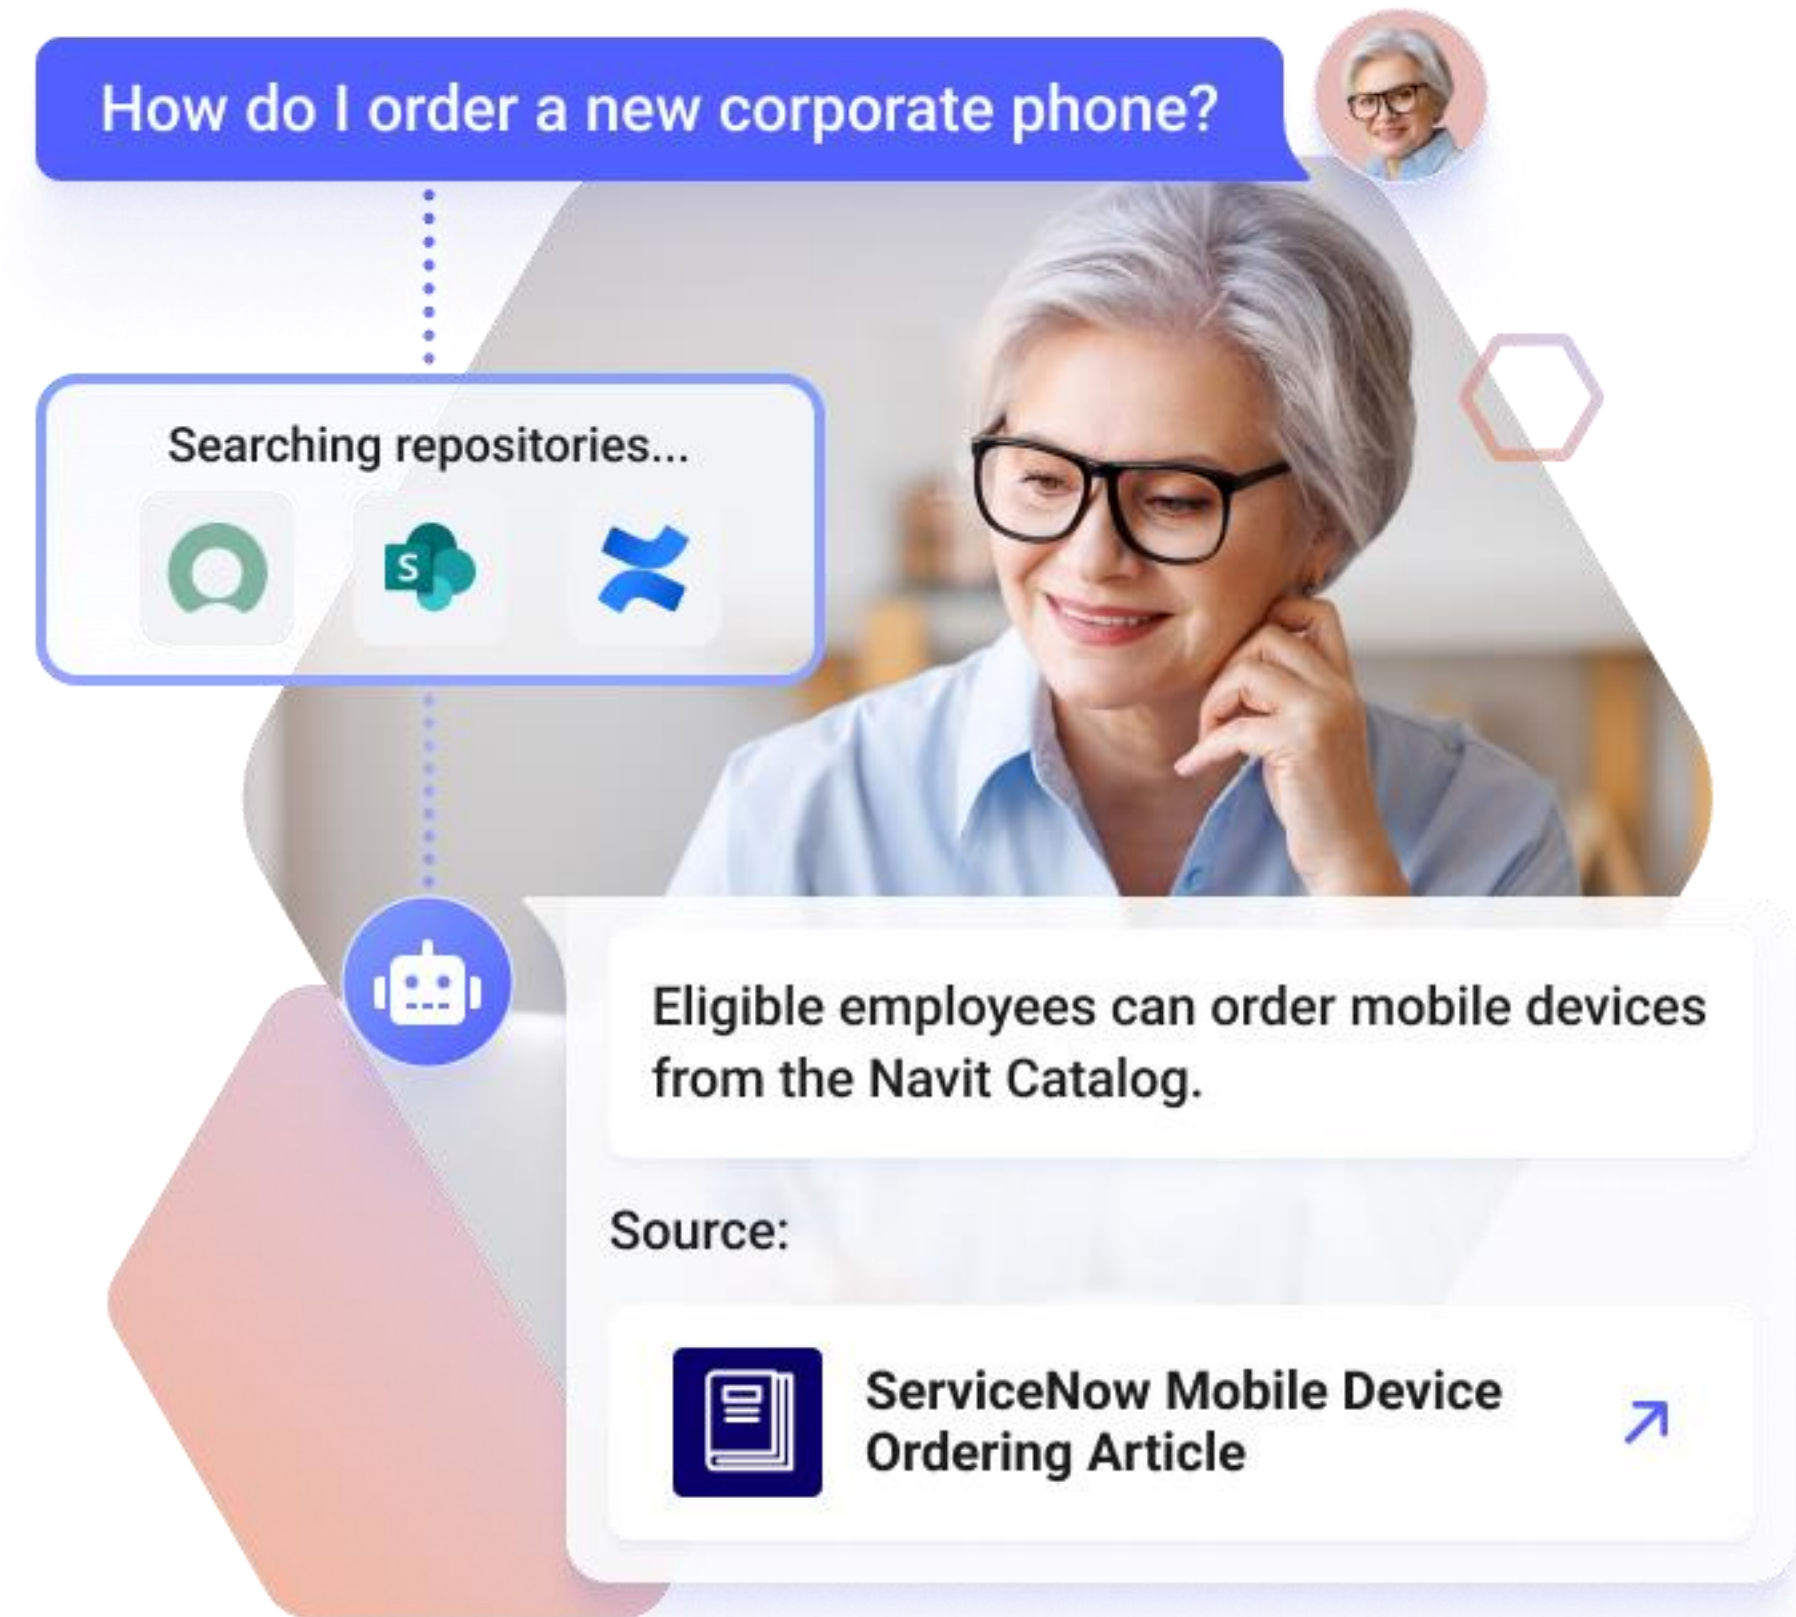 How do I order a new corporate phone?
Searching repositories...
S
Eligible employees can order mobile devices
from the Navit Catalog.
Source:
ServiceNow Mobile Device
Ordering Article